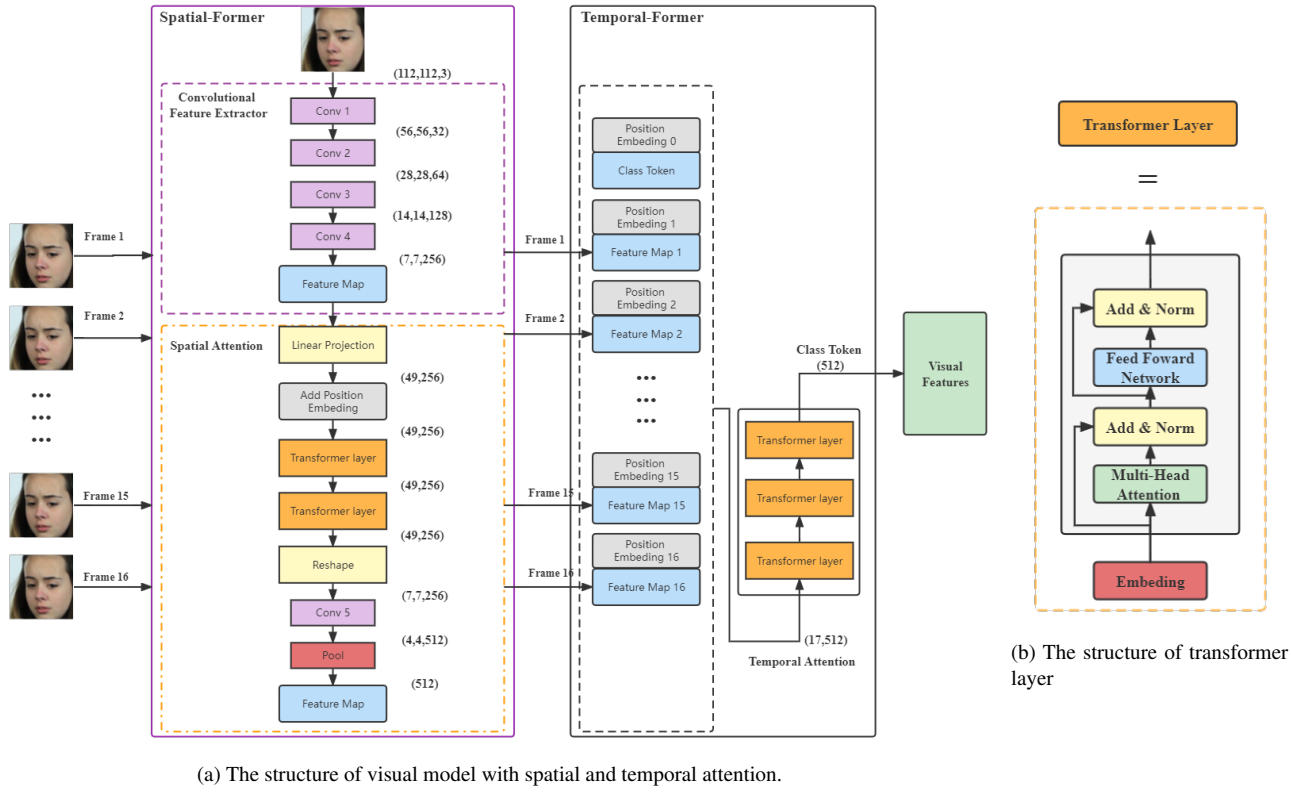 Spatial-Former
(112,112,3)
Convolutional
Feature Extractor
Conv 1
(56,56,32)
Conv 2
(28,28,64)
Conv 3
(14,14,128)
Conv 4
(7,7,256)
Feature Map
Spatial Attention
Linear Projection
(49,256)
Add Position
Embeding
(49,256)
Transformer layer
(49,256)
Transformer layer
(49,256)
Reshape
(7,7,256)
Conv 5
(4,4,512)
Pool
(512)
Feature Map
Frame 1
Frame 2
...
...
...
Frame 15
Frame 16
Temporal-Former
Frame 1
Frame 2
Frame 15
Frame 16
Position
Embeding 0
Class Token
Position
Embeding 1
Feature Map 1
Position
Embeding 2
Feature Map 2
...
...
...
Position
Embeding 15
Feature Map 15
Position
Embeding 16
Feature Map 16
Class Token
(512)
Transformer layer
Transformer layer
Transformer layer
(17,512)
Temporal Attention
Visual
Features
Transformer Layer
=
Add & Norm
Feed Foward
Network
Add & Norm
Multi-Head
Attention
Embeding
(b) The structure of transformer
layer
(a) The structure of visual model with spatial and temporal attention.